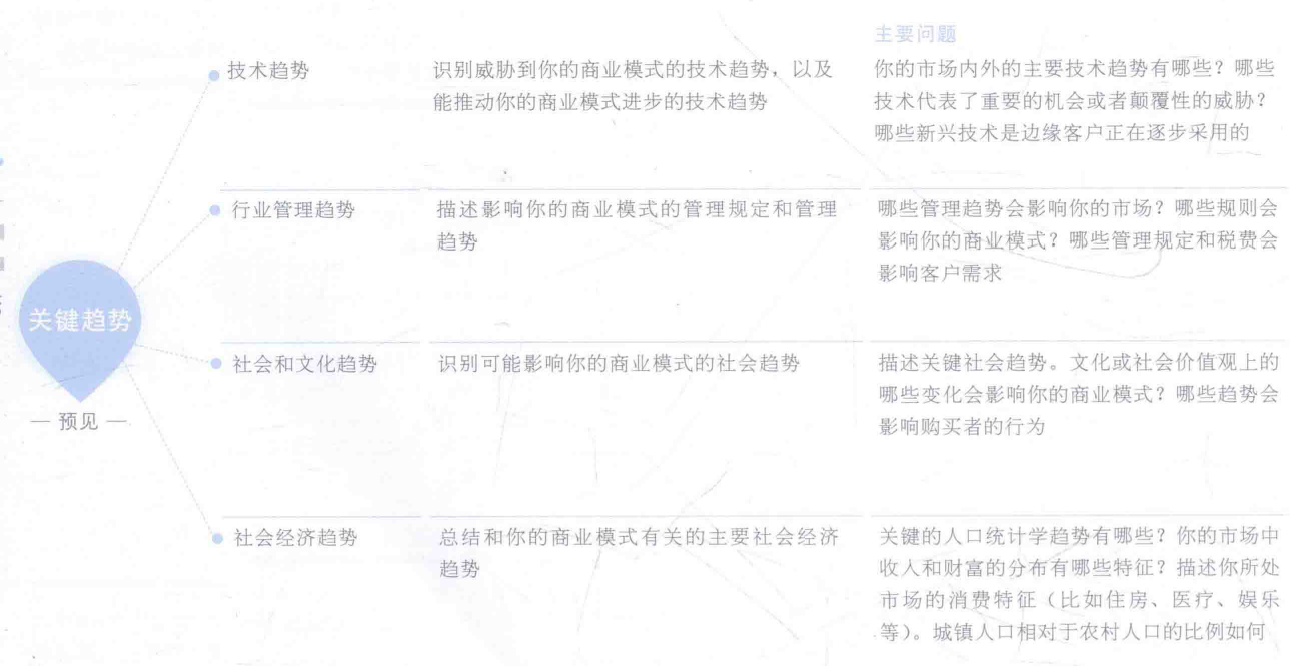 主要问题
技术趋势
识别威胁到你的商业模式的技术趋势，以及
能推动你的商业模式进步的技术趋势
你的市场内外的主要技术趋势有哪些？哪些
技术代表了重要的机会或者颠覆性的威胁？
哪些新兴技术是边缘客户正在逐步采用的
行业管理趋势
描述影响你的商业模式的管理规定和管理
趋势
哪些管理趋势会影响你的市场？哪些规则会
影响你的商业模式？哪些管理规定和税费会
影响客户需求
关键趋势
— 预见 —
社会和文化趋势
识别可能影响你的商业模式的社会趋势
描述关键社会趋势。文化或社会价值观上的
哪些变化会影响你的商业模式？哪些趋势会
影响购买者的行为
社会经济趋势
总结和你的商业模式有关的主要社会经济
趋势
关键的人口统计学趋势有哪些？你的市场中
收人和财富的分布有哪些特征？描述你所处
市场的消费特征（比如住房、医疗、娱乐
等）。城镇人口相对于农村人口的比例如何